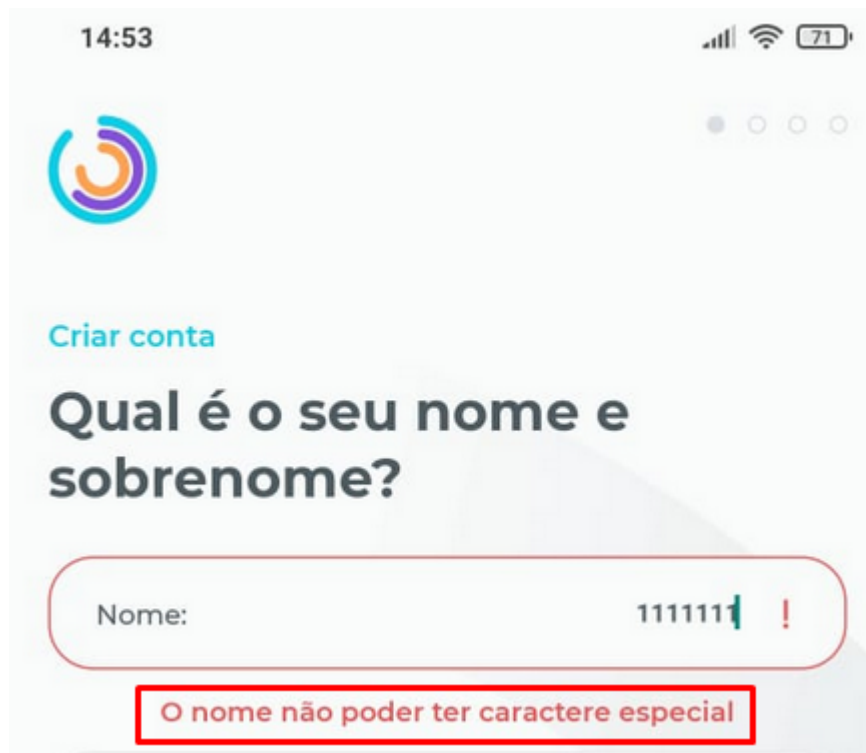 14:53
71
Criar conta
Qual é o seu nome e
sobrenome?
Nome: 1111111 !
O nome não poder ter caractere especial